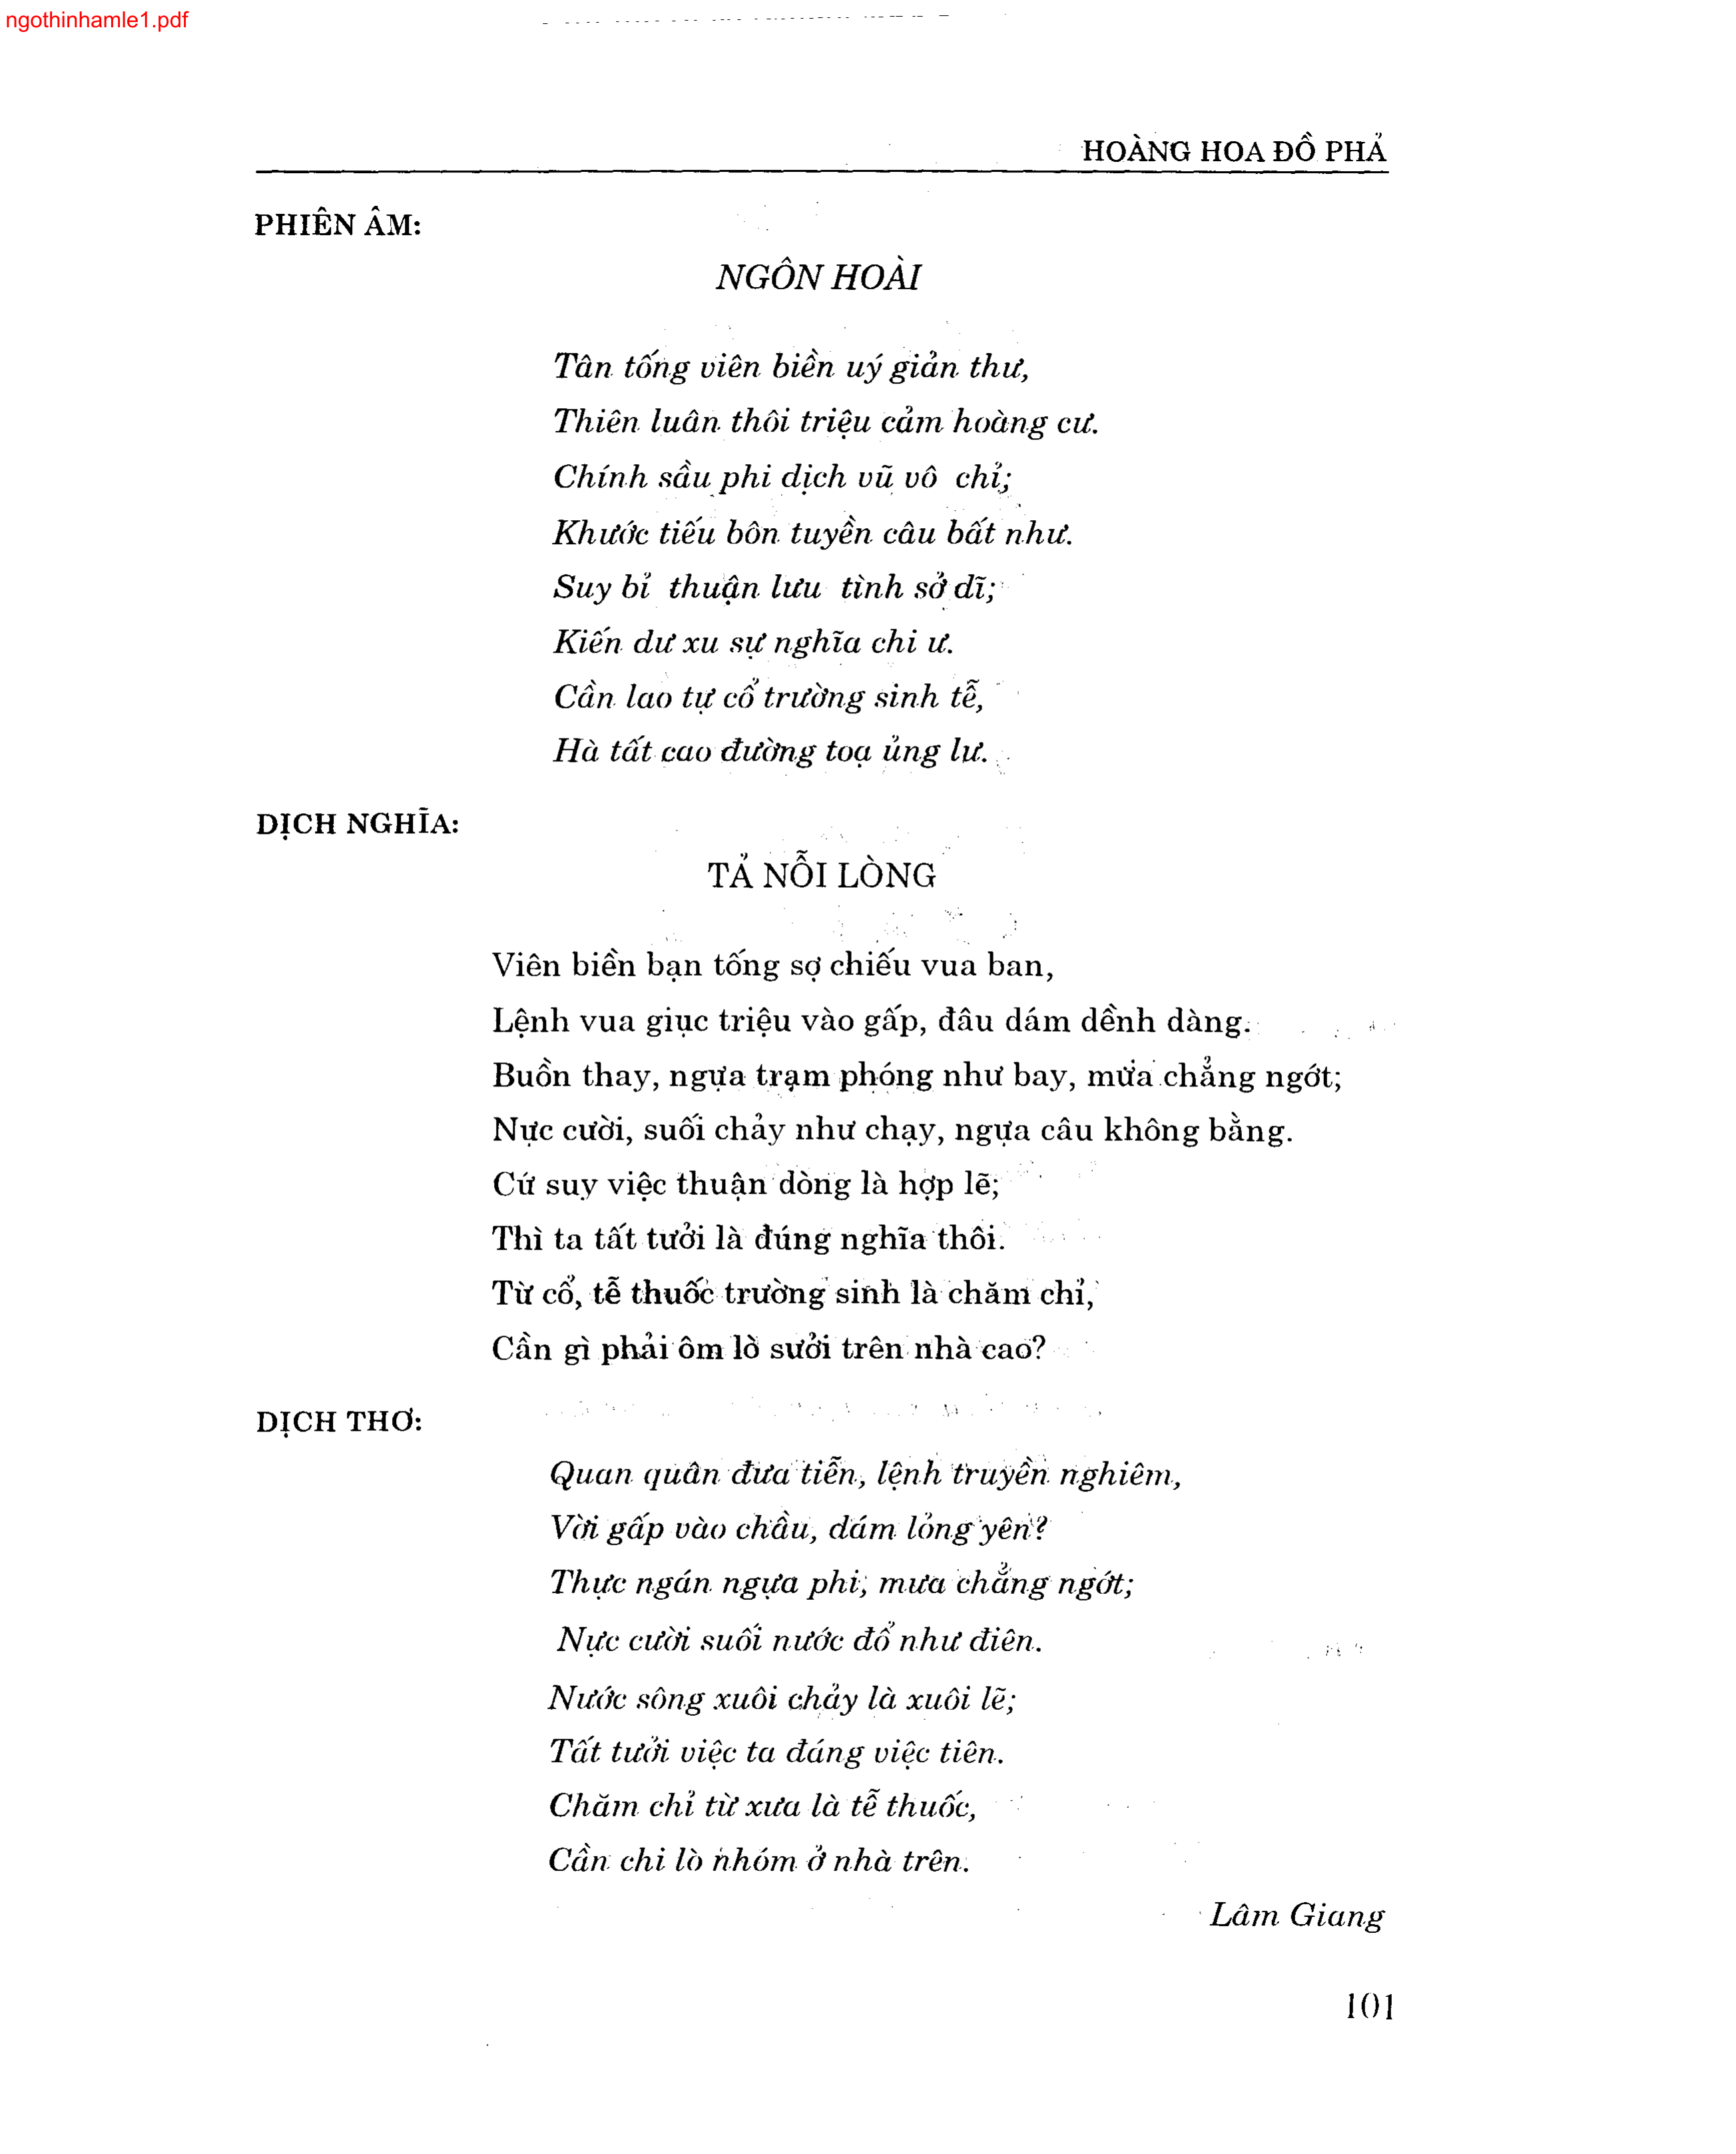 ngothinhamle1.pdf
HOÀNG HOA ĐỒ PHẢ
PHIÊN ÂM:
NGÔN HOÀI
Tân tống viên biền uý giản thư,
Thiên luân thôi triệu cảm hoàng cư.
Chính sầu phi dịch vũ vô chỉ;
Khước tiếu bôn tuyền câu bất như.
Suy bỉ thuận lưu tình sở dĩ;
Kiến dư xu sự nghĩa chi ư.
Cần lao tự cổ trường sinh tễ,
Hà tất cao đường toạ ủng lư.
DỊCH NGHĨA:
TẢ NỖI LÒNG
Viên biền bạn tống sợ chiếu vua ban,
Lệnh vua giục triệu vào gấp, đâu dám dềnh dàng.
Buồn thay, ngựa trạm phóng như bay, mưa chẳng ngớt;
Nực cười, suối chảy như chạy, ngựa câu không bằng.
Cứ suy việc thuận dòng là hợp lẽ;
Thì ta tất tưởi là đúng nghĩa thôi.
Từ cổ, tễ thuốc trường sinh là chăm chỉ,
Cần gì phải ôm lò sưởi trên nhà cao?
DỊCH THƠ:
Quan quân đưa tiễn, lệnh truyền nghiêm,
Vời gấp vào chầu, dám lỏng yên?
Thực ngán ngựa phi, mưa chẳng ngớt;
Nực cười suối nước đổ như điên.
Nước sông xuôi chảy là xuôi lẽ;
Tất tưởi việc ta đáng việc tiên.
Chăm chỉ từ xưa là tễ thuốc,
Cần chi lò nhóm ở nhà trên.
Lâm Giang
101